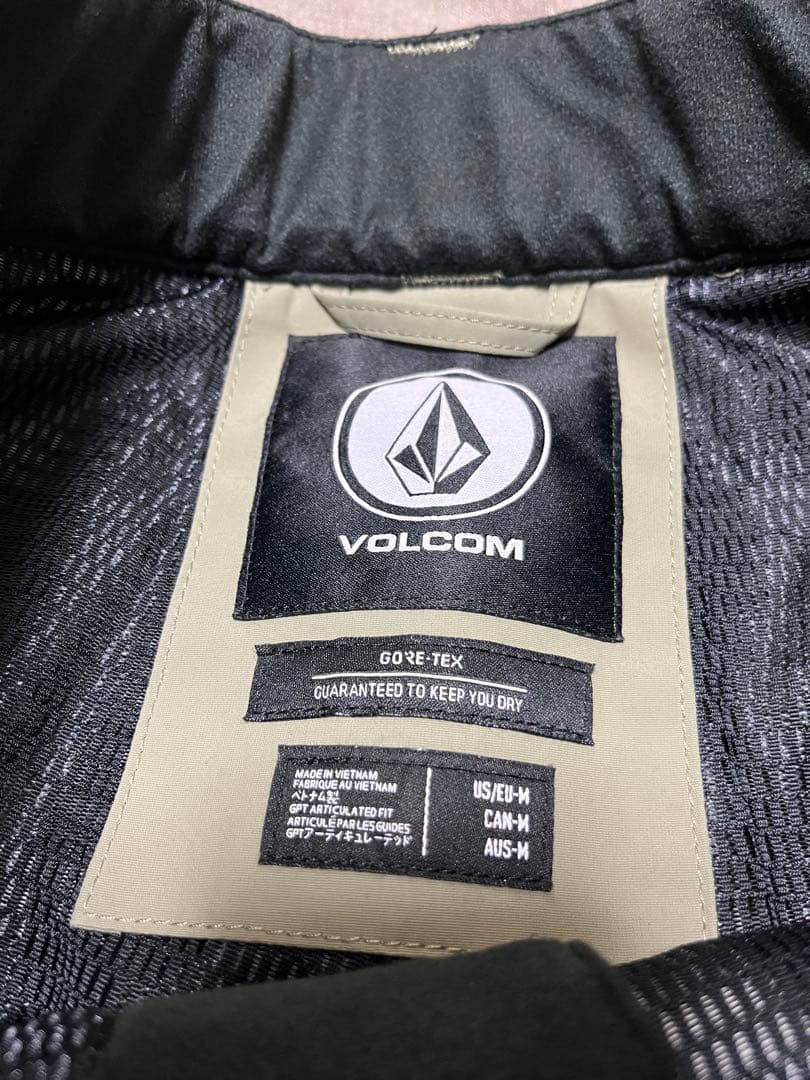 VOLCOM
GORE-TEX
GUARANTEED TO KEEP YOU DRY
MADE IN VIETNAM
FABRIQUE AU VIETNAM
ベトナム製
GPT ARTICULATED FIT
ARTICULÉ PAR LES GUIDES
GPTアーティキュレーテッド
US/EU-M
CAN-M
AUS-M